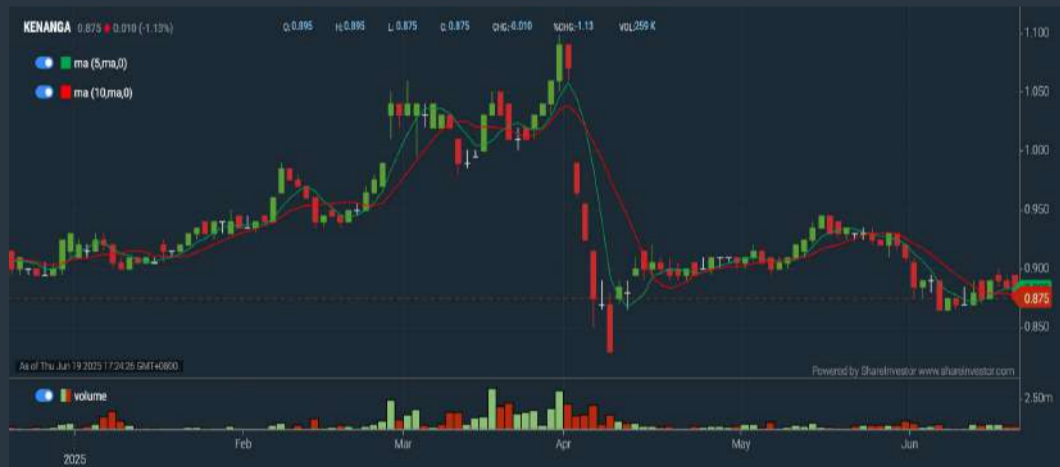 KENANGA 0.875 0.010 (-1.13%) O:0.895 H:0.895 L: 0.875 C: 0.875 CHG:-0.010 %CHG:-1.13 VOL:259 K
ma (5,ma,0)
ma (10,ma,0)
1.100
1.050
1.000
0.950
0.900
0.875
0.850
As of Thu Jun 19 2025 17:24:26 GMT+0800
Powered by ShareInvestor www.shareinvestor.com
volume
2.50m
Feb Mar Apr May Jun
2025